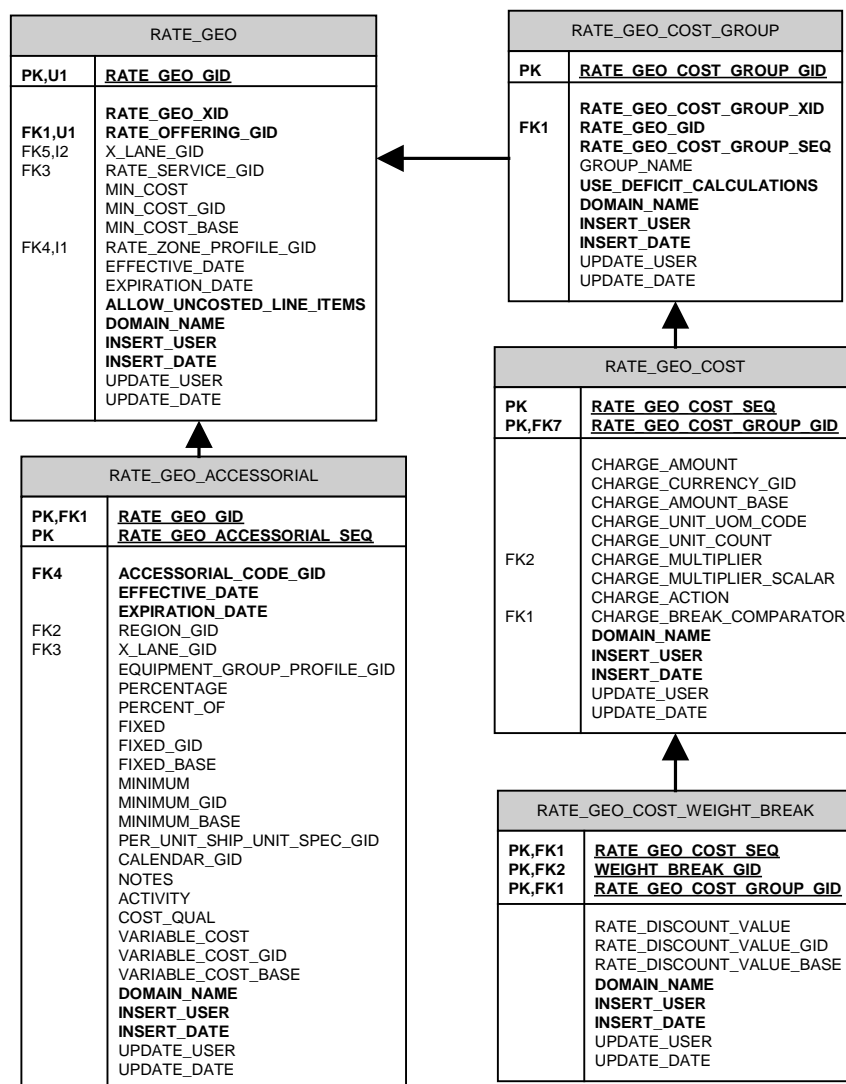 RATE_GEO
PK,U1 RATE_GEO_GID
RATE_GEO_XID
FK1,U1 RATE_OFFERING_GID
FK5,I2 X_LANE_GID
FK3 RATE_SERVICE_GID
MIN_COST
MIN_COST_GID
MIN_COST_BASE
FK4,I1 RATE_ZONE_PROFILE_GID
EFFECTIVE_DATE
EXPIRATION_DATE
ALLOW_UNCOSTED_LINE_ITEMS
DOMAIN_NAME
INSERT_USER
INSERT_DATE
UPDATE_USER
UPDATE_DATE
RATE_GEO_COST_GROUP
PK RATE_GEO_COST_GROUP_GID
RATE_GEO_COST_GROUP_XID
FK1 RATE_GEO_GID
RATE_GEO_COST_GROUP_SEQ
GROUP_NAME
USE_DEFICIT_CALCULATIONS
DOMAIN_NAME
INSERT_USER
INSERT_DATE
UPDATE_USER
UPDATE_DATE
RATE_GEO_ACCESSORIAL
PK,FK1 RATE_GEO_GID
PK RATE_GEO_ACCESSORIAL_SEQ
FK4 ACCESSORIAL_CODE_GID
EFFECTIVE_DATE
EXPIRATION_DATE
FK2 REGION_GID
FK3 X_LANE_GID
EQUIPMENT_GROUP_PROFILE_GID
PERCENTAGE
PERCENT_OF
FIXED
FIXED_GID
FIXED_BASE
MINIMUM
MINIMUM_GID
MINIMUM_BASE
PER_UNIT_SHIP_UNIT_SPEC_GID
CALENDAR_GID
NOTES
ACTIVITY
COST_QUAL
VARIABLE_COST
VARIABLE_COST_GID
VARIABLE_COST_BASE
DOMAIN_NAME
INSERT_USER
INSERT_DATE
UPDATE_USER
UPDATE_DATE
RATE_GEO_COST
PK RATE_GEO_COST_SEQ
PK,FK7 RATE_GEO_COST_GROUP_GID
CHARGE_AMOUNT
CHARGE_CURRENCY_GID
CHARGE_AMOUNT_BASE
CHARGE_UNIT_UOM_CODE
CHARGE_UNIT_COUNT
FK2 CHARGE_MULTIPLIER
CHARGE_MULTIPLIER_SCALAR
CHARGE_ACTION
FK1 CHARGE_BREAK_COMPARATOR
DOMAIN_NAME
INSERT_USER
INSERT_DATE
UPDATE_USER
UPDATE_DATE
RATE_GEO_COST_WEIGHT_BREAK
PK,FK1 RATE_GEO_COST_SEQ
PK,FK2 WEIGHT_BREAK_GID
PK,FK1 RATE_GEO_COST_GROUP_GID
RATE_DISCOUNT_VALUE
RATE_DISCOUNT_VALUE_GID
RATE_DISCOUNT_VALUE_BASE
DOMAIN_NAME
INSERT_USER
INSERT_DATE
UPDATE_USER
UPDATE_DATE